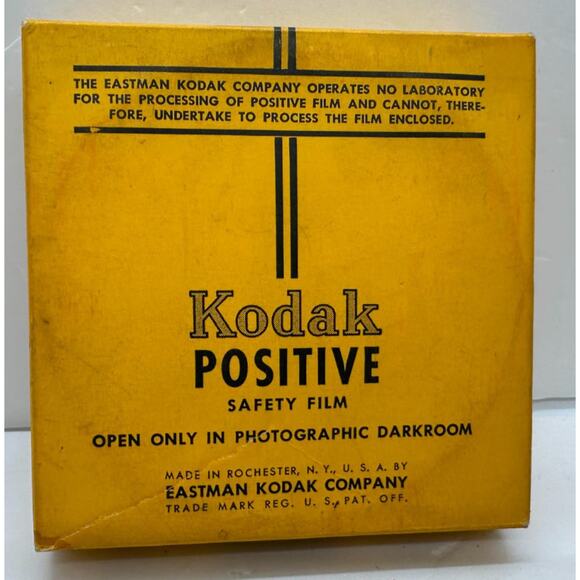 THE EASTMAN KODAK COMPANY OPERATES NO LABORATORY
FOR THE PROCESSING OF POSITIVE FILM AND CANNOT, THERE-
FORE, UNDERTAKE TO PROCESS THE FILM ENCLOSED.
Kodak
POSITIVE
SAFETY FILM
OPEN ONLY IN PHOTOGRAPHIC DARKROOM
MADE IN ROCHESTER, N. Y., U. S. A. BY
EASTMAN KODAK COMPANY
TRADE MARK REG. U. S. PAT. OFF.